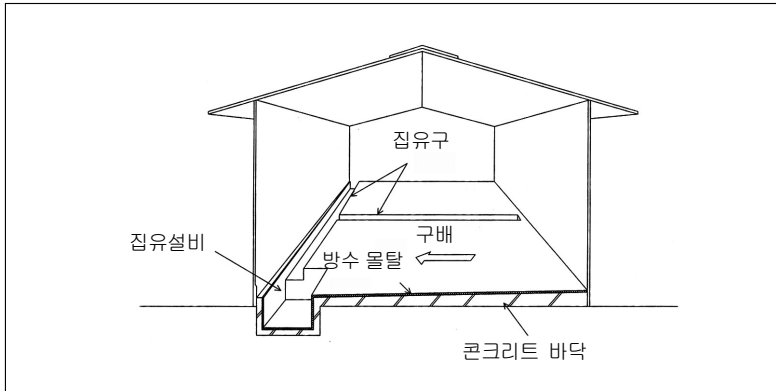 집유구
집유설비
구배
방수 몰탈
콘크리트 바닥